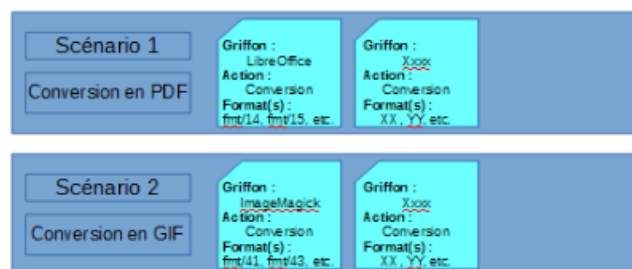 Scénario 1
Conversion en PDF
Griffon :
LibreOffice
Action :
Conversion
Format(s) :
fmt/14, fmt/15, etc.
Griffon :
Xxxx
Action :
Conversion
Format(s) :
XX , YY, etc.
Scénario 2
Conversion en GIF
Griffon :
ImageMagick
Action :
Conversion
Format(s) :
fmt/41, fmt/43, etc.
Griffon :
Xxxx
Action :
Conversion
Format(s) :
XX , YY, etc.